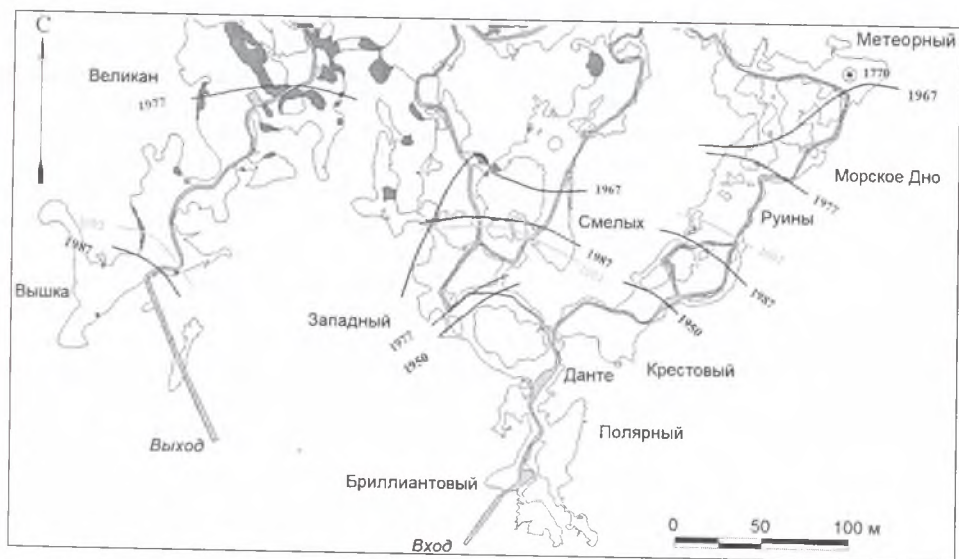 С
Метеорный
Великан
1770
1977
1967
1967
Морское Дно
1977
Смелых
Руины
1987
1987
2002
1987
Вышка
Западный
1950
1977
1950
Данте
Крестовый
Выход
Полярный
Бриллиантовый
0 50 100 м
Вход